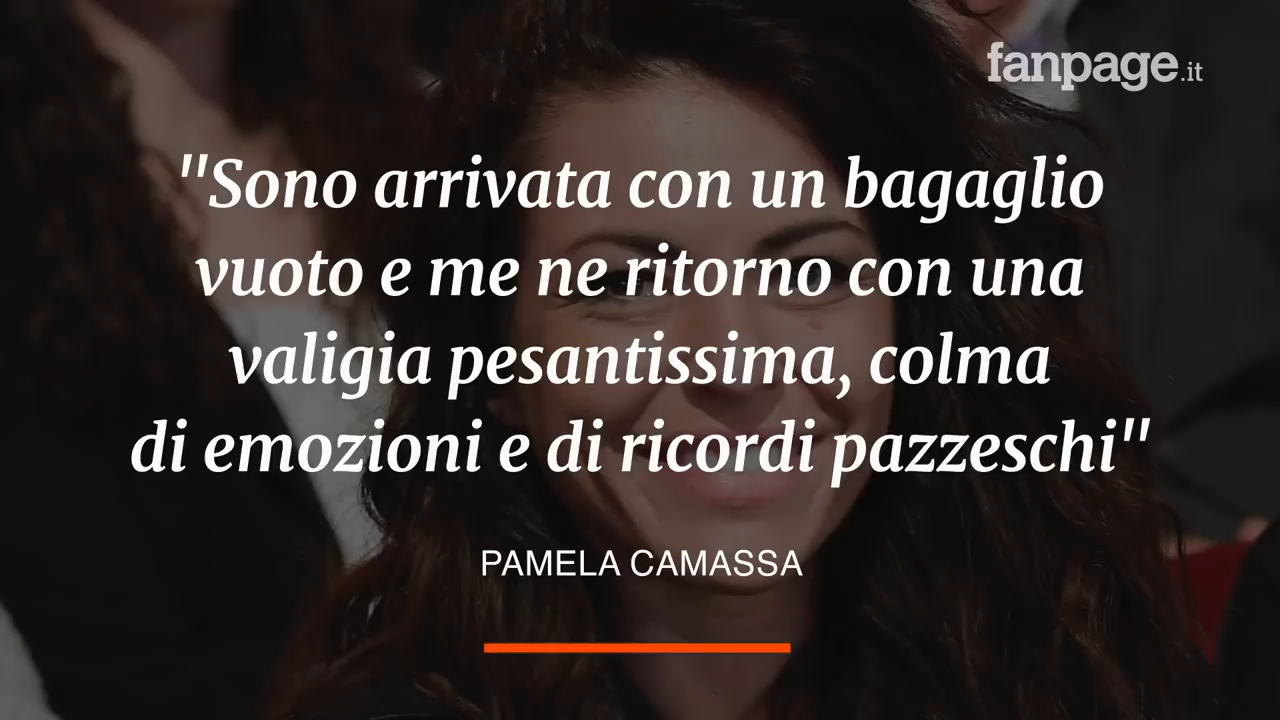 fanpage.it
"Sono arrivata con un bagaglio
vuoto e me ne ritorno con una
valigia pesantissima, colma
di emozioni e di ricordi pazzeschi"
PAMELA CAMASSA